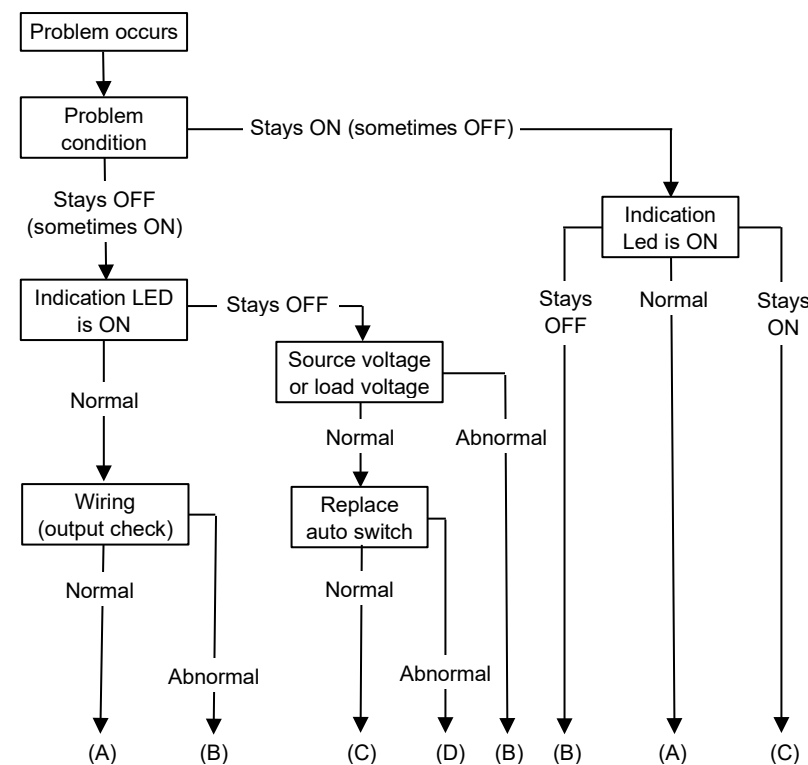 Problem occurs
Problem
condition
Stays ON (sometimes OFF)
Stays OFF
(sometimes ON)
Indication
Led is ON
Indication LED
is ON
Stays OFF
Stays
OFF
Normal
Stays
ON
Source voltage
or load voltage
Normal
Normal
Abnormal
Wiring
(output check)
Replace
auto switch
Normal
Normal
Abnormal
Abnormal
(A)
(B)
(C)
(D)
(B)
(B)
(A)
(C)